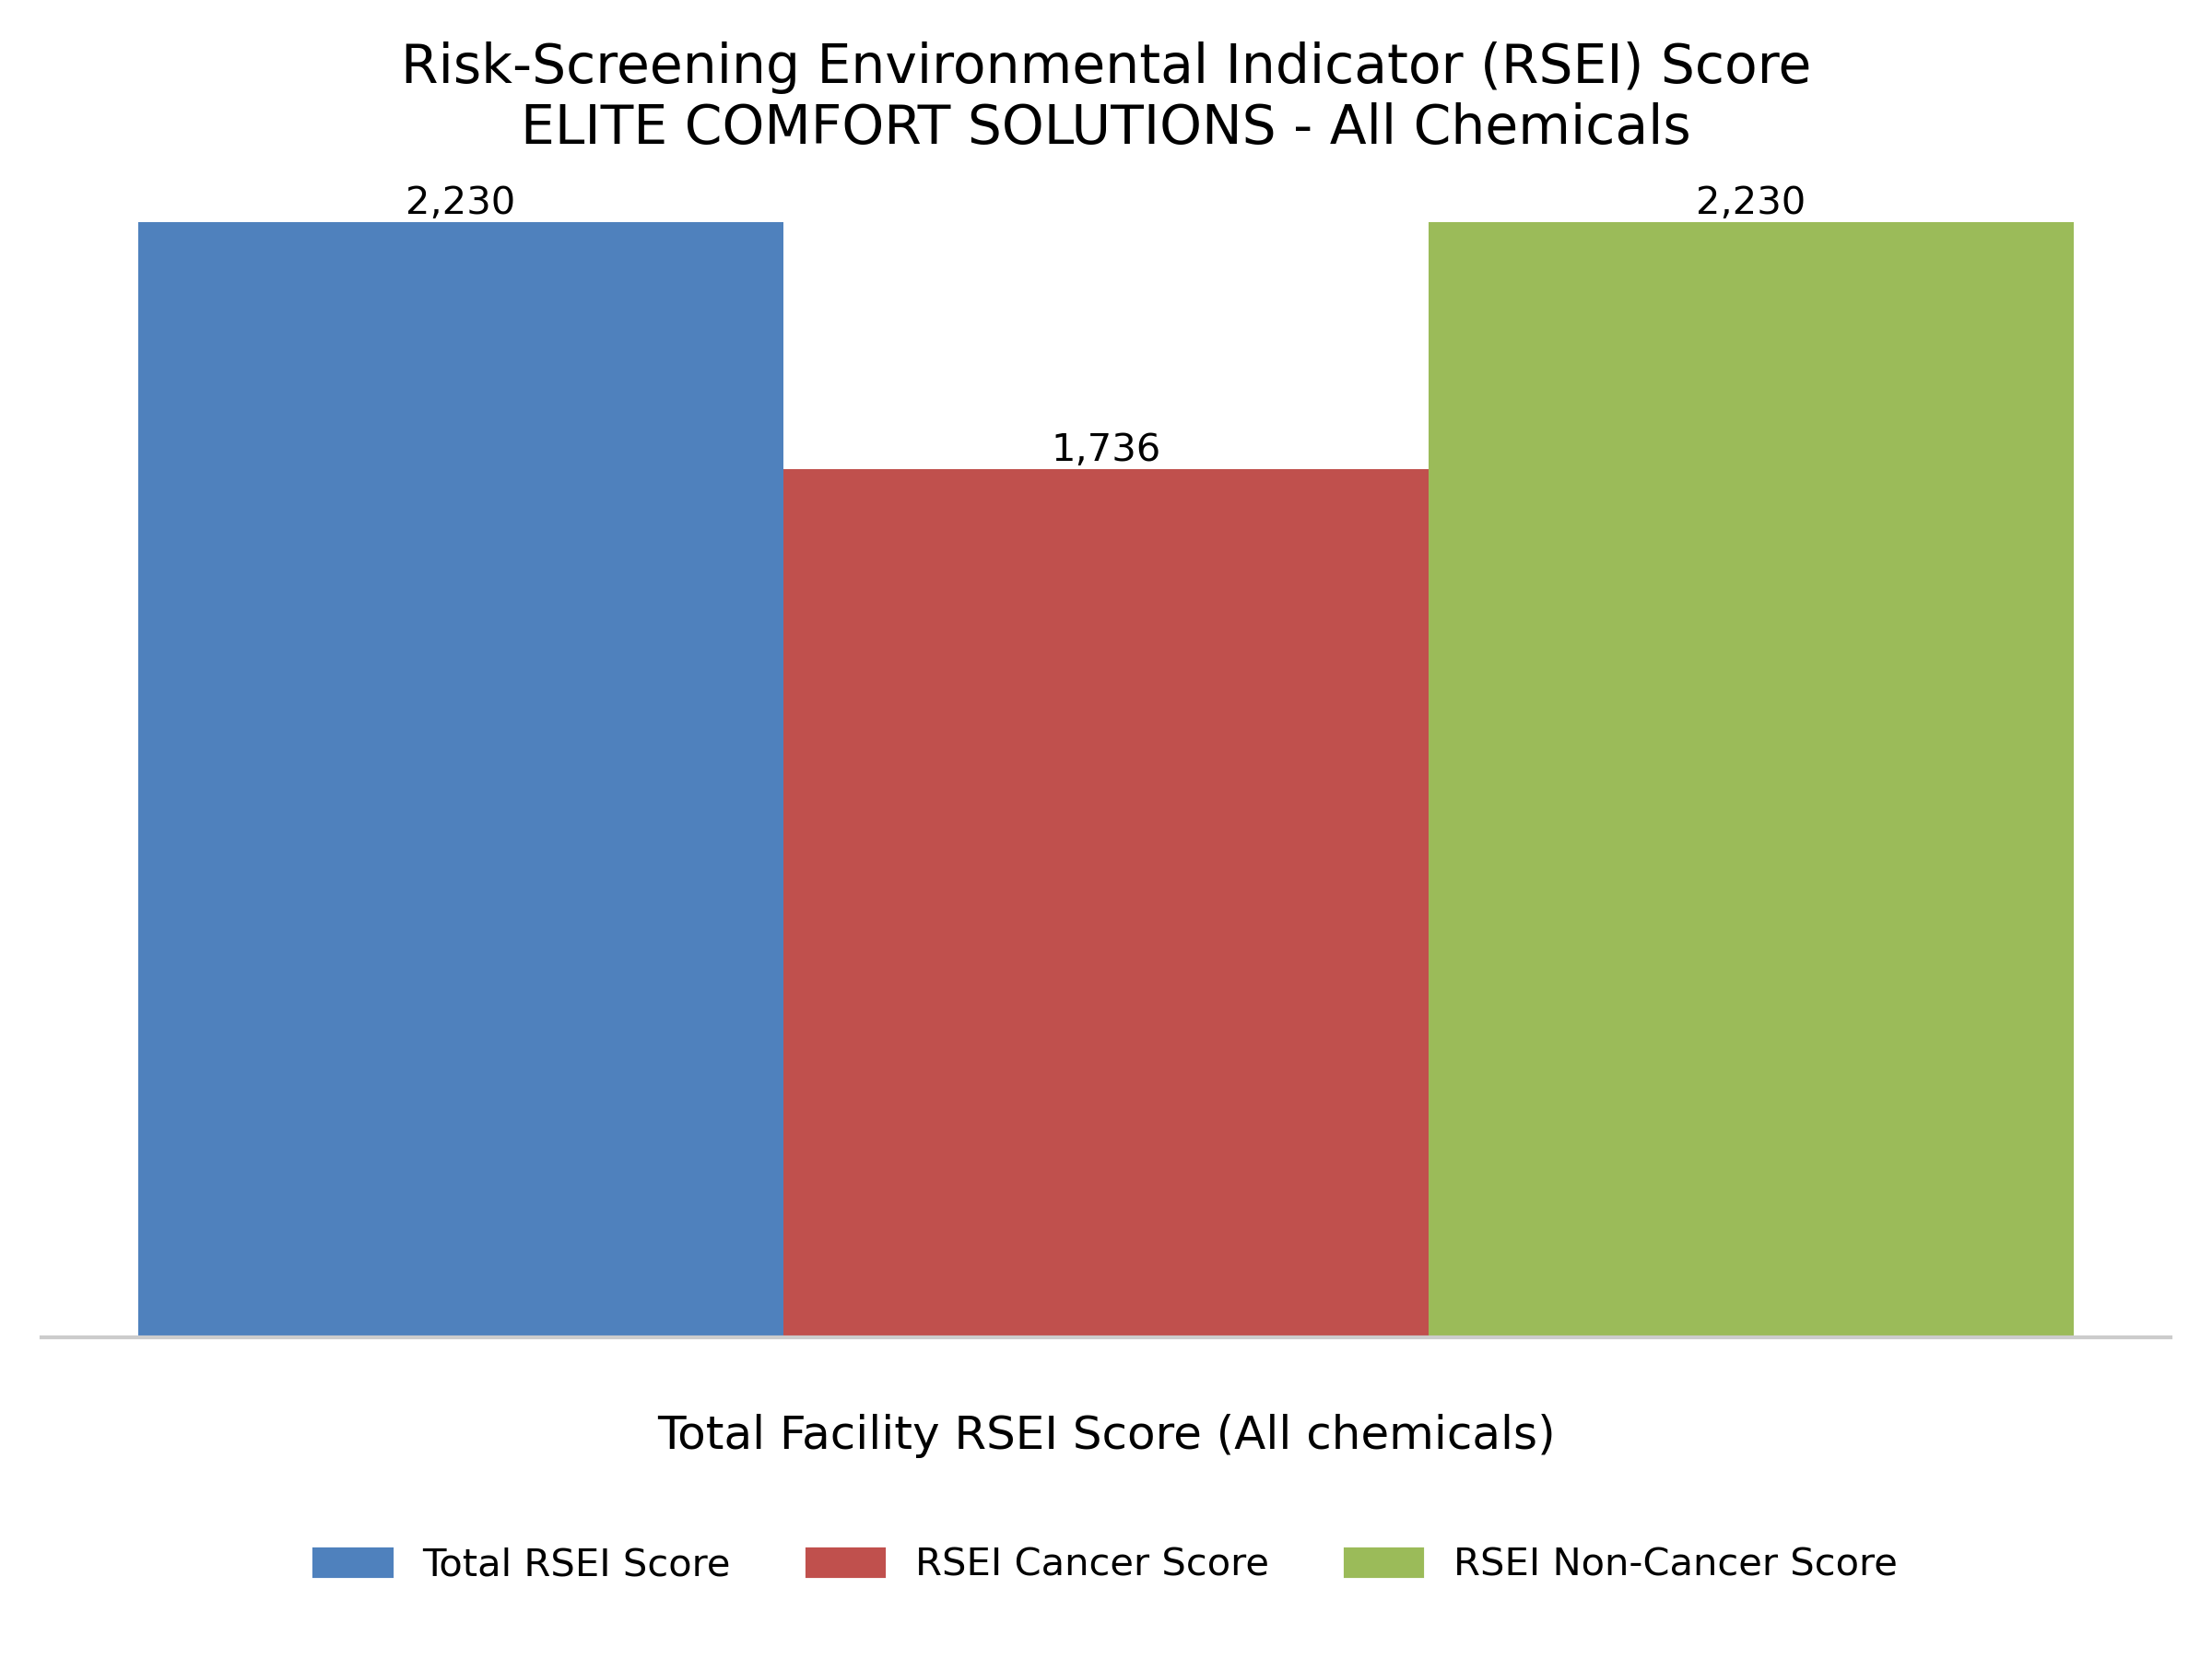 Risk-Screening Environmental Indicator (RSEI) Score
ELITE COMFORT SOLUTIONS - All Chemicals
2,230
2,230
1,736
Total Facility RSEI Score (All chemicals)
Total RSEI Score
RSEI Cancer Score
RSEI Non-Cancer Score